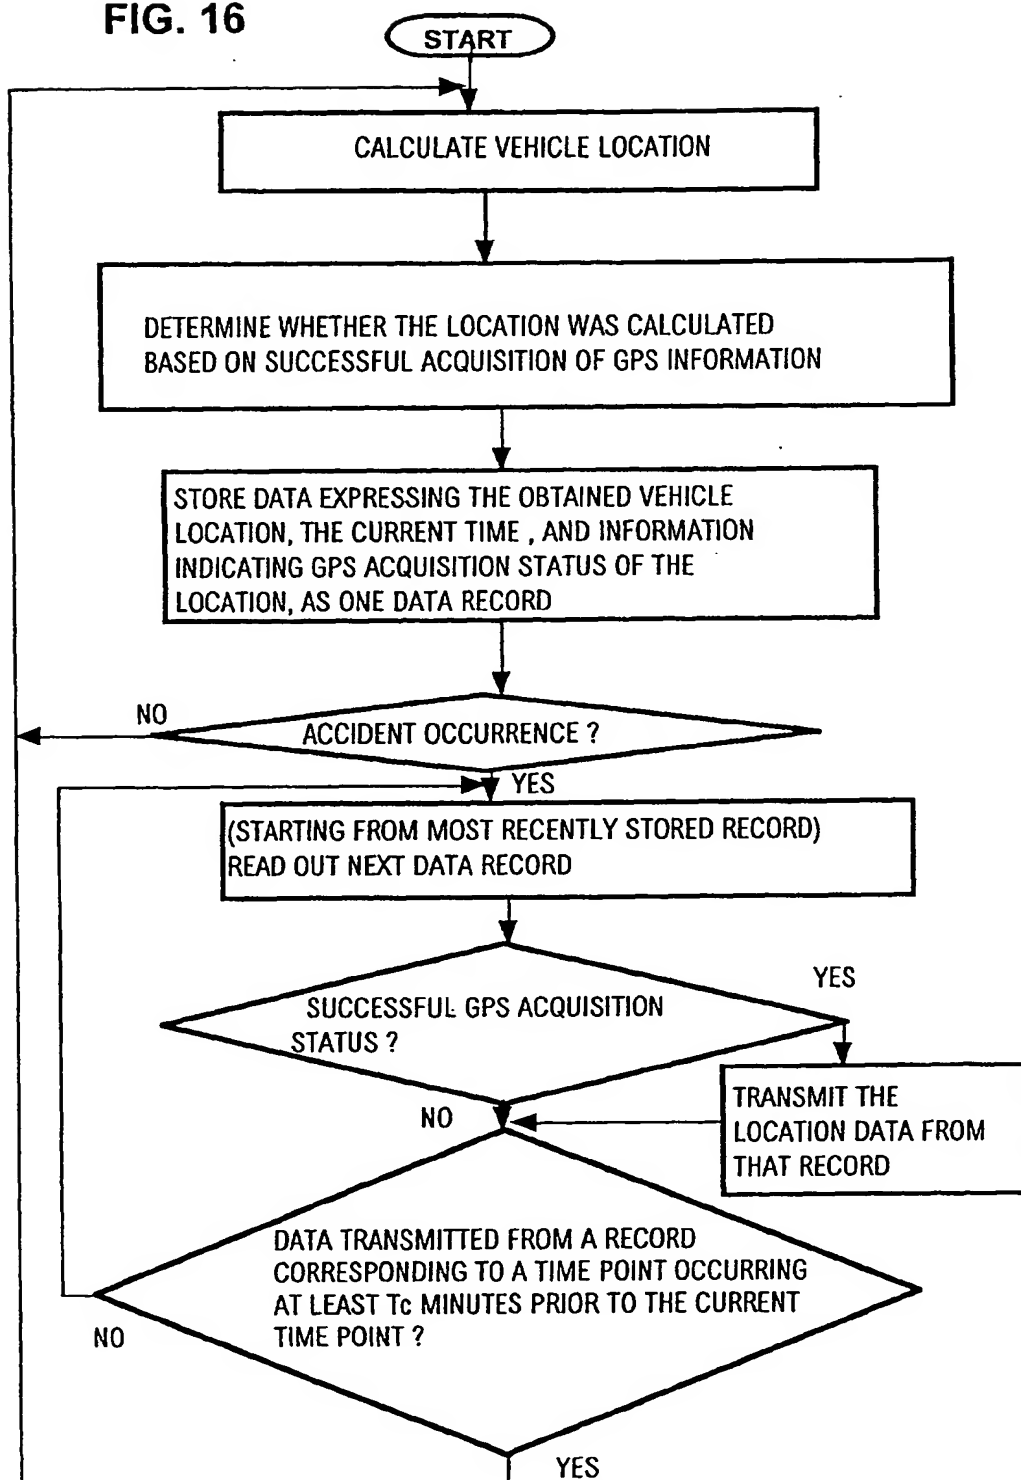 FIG. 16
START
CALCULATE VEHICLE LOCATION
DETERMINE WHETHER THE LOCATION WAS CALCULATED
BASED ON SUCCESSFUL ACQUISITION OF GPS INFORMATION
STORE DATA EXPRESSING THE OBTAINED VEHICLE
LOCATION, THE CURRENT TIME , AND INFORMATION
INDICATING GPS ACQUISITION STATUS OF THE
LOCATION, AS ONE DATA RECORD
NO
ACCIDENT OCCURRENCE ?
YES
(STARTING FROM MOST RECENTLY STORED RECORD)
READ OUT NEXT DATA RECORD
YES
SUCCESSFUL GPS ACQUISITION
STATUS ?
TRANSMIT THE
LOCATION DATA FROM
THAT RECORD
NO
DATA TRANSMITTED FROM A RECORD
CORRESPONDING TO A TIME POINT OCCURRING
AT LEAST Tc MINUTES PRIOR TO THE CURRENT
TIME POINT ?
NO
YES